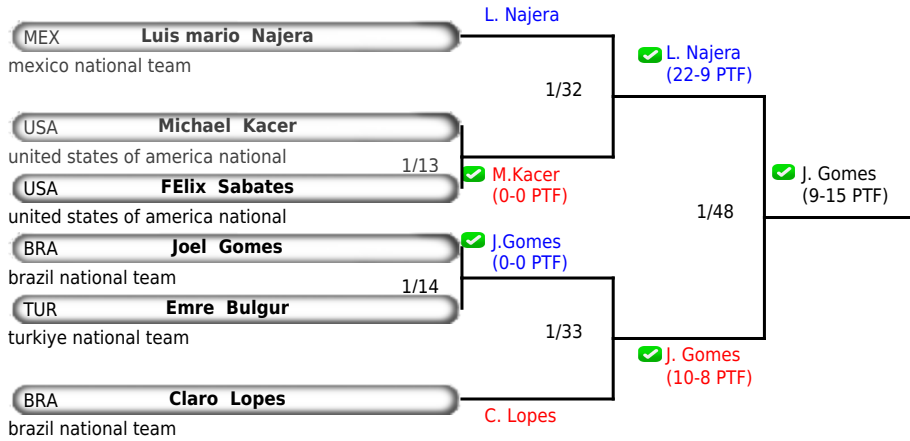 L. Najera
MEX Luis mario Najera
mexico national team
L. Najera
(22-9 PTF)
1/32
USA Michael Kacer
united states of america national
1/13
M.Kacer
(0-0 PTF)
USA FElix Sabates
united states of america national
J. Gomes
(9-15 PTF)
1/48
BRA Joel Gomes
brazil national team
J.Gomes
(0-0 PTF)
1/14
TUR Emre Bulgur
turkiye national team
1/33
J. Gomes
(10-8 PTF)
BRA Claro Lopes
brazil national team
C. Lopes